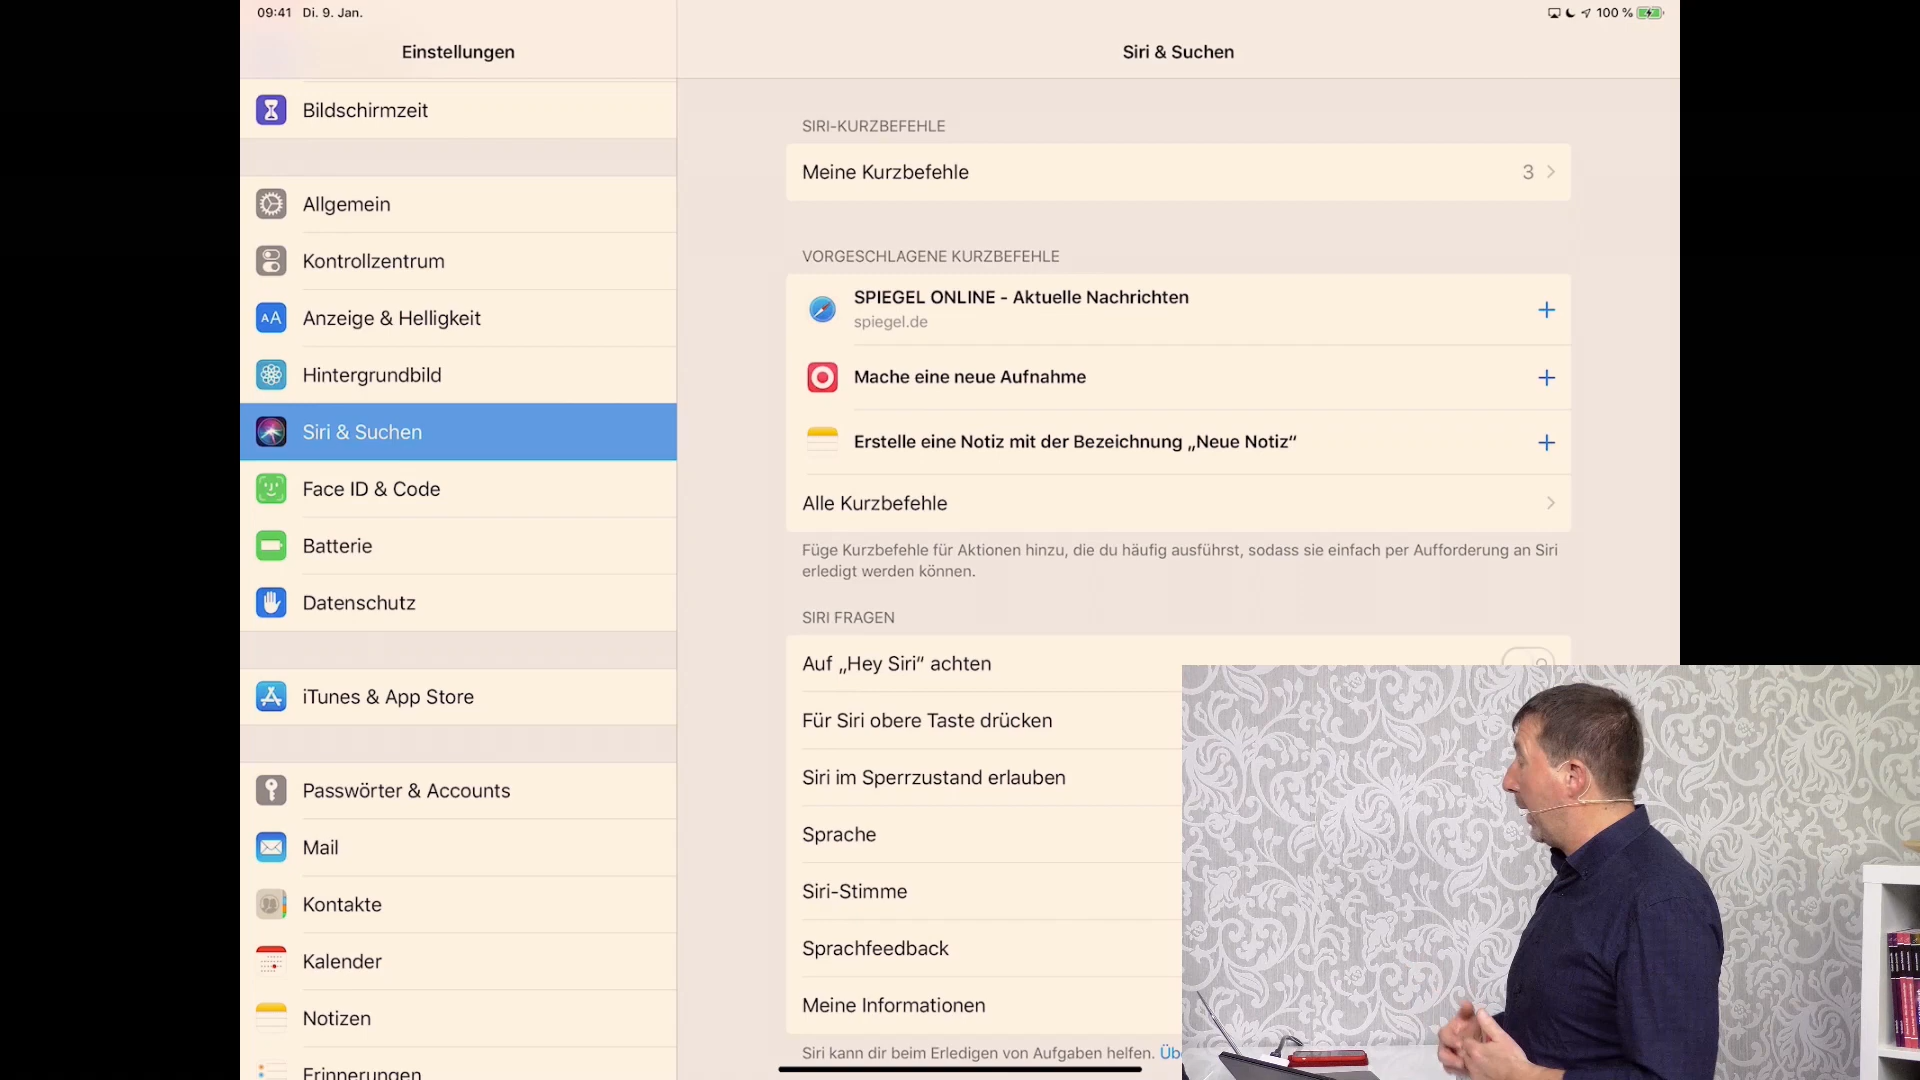 09:41 Di. 9. Jan.
100 %
Einstellungen
Bildschirmzeit
Allgemein
Kontrollzentrum
AA
Anzeige & Helligkeit
Hintergrundbild
Siri & Suchen
Face ID & Code
Batterie
Datenschutz
iTunes & App Store
Passwörter & Accounts
Mail
Kontakte
Kalender
Notizen
Erinnerungen
Siri & Suchen
SIRI-KURZBEFEHLE
Meine Kurzbefehle 3
VORGESCHLAGENE KURZBEFEHLE
SPIEGEL ONLINE - Aktuelle Nachrichten
spiegel.de
Mache eine neue Aufnahme
Erstelle eine Notiz mit der Bezeichnung „Neue Notiz“
Alle Kurzbefehle
Füge Kurzbefehle für Aktionen hinzu, die du häufig ausführst, sodass sie einfach per Aufforderung an Siri
erledigt werden können.
SIRI FRAGEN
Auf „Hey Siri“ achten
Für Siri obere Taste drücken
Siri im Sperrzustand erlauben
Sprache
Siri-Stimme
Sprachfeedback
Meine Informationen
Siri kann dir beim Erledigen von Aufgaben helfen. Üb